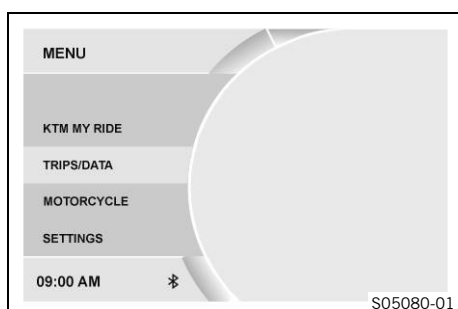 MENU
KTM MY RIDE
TRIPS/DATA
MOTORCYCLE
SETTINGS
09:00 AM
S05080-01